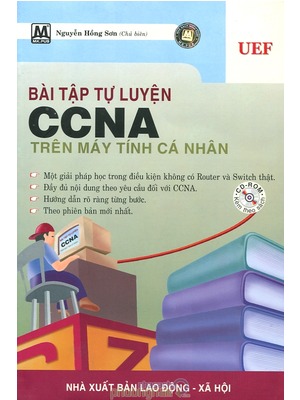 Nguyễn Hồng Sơn (Chủ biên)
UEF
BÀI TẬP TỰ LUYỆN
CCNA
TRÊN MÁY TÍNH CÁ NHÂN
Một giải pháp học trong điều kiện không có Router và Switch thật.
Đầy đủ nội dung theo yêu cầu đối với CCNA.
Hướng dẫn rõ ràng từng bước.
Theo phiên bản mới nhất.
CD-ROM
Kèm theo sách
CCNA
NHÀ XUẤT BẢN LAO ĐỘNG - XÃ HỘI